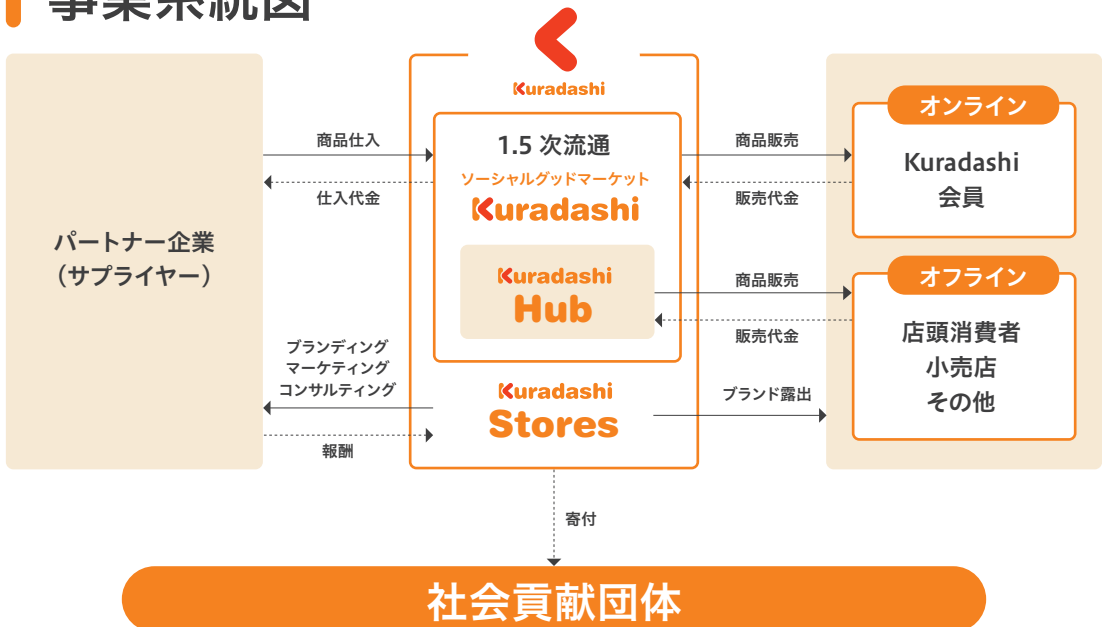 事業系統図
Kuradashi
パートナー企業
（サプライヤー）
商品仕入
仕入代金
ブランディング
マーケティング
コンサルティング
報酬
1.5 次流通
ソーシャルグッドマーケット
Kuradashi
Kuradashi
Hub
Kuradashi
Stores
商品販売
販売代金
商品販売
販売代金
ブランド露出
オンライン
Kuradashi
会員
オフライン
店頭消費者
小売店
その他
寄付
社会貢献団体